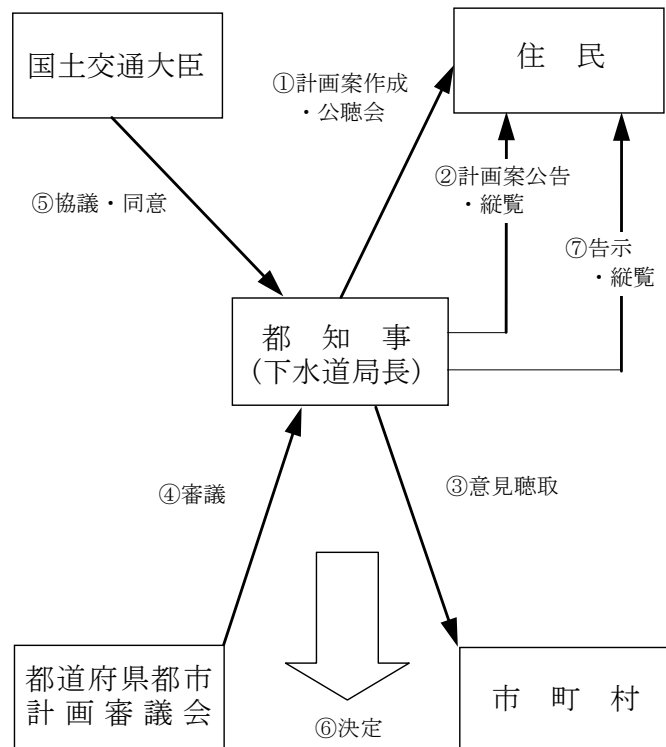 国土交通大臣
住 民
①計画案作成
・公聴会
②計画案公告
・縦覧
⑤協議・同意
⑦告示
・縦覧
都 知 事
(下水道局長)
④審議
③意見聴取
都道府県都市
計画審議会
市 町 村
⑥決定